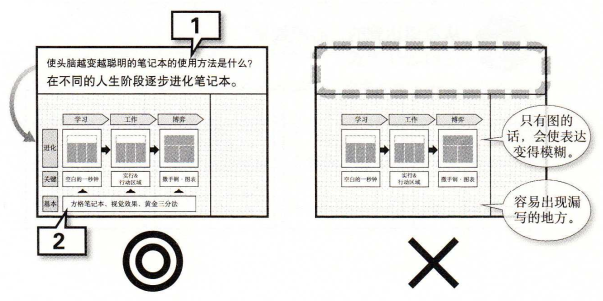 1
使头脑越变越聪明的笔记本的使用方法是什么?
在不同的人生阶段逐步进化笔记本。
学习
工作
博弈
进化
关键
空白的一秒钟
实行&
行动区域
撒手锏·图表
基本
方格笔记本、视觉效果、黄金三分法
2
学习
工作
博弈
只有图的
话，会使表达
变得模糊。
空白的一秒钟
实行&
行动区域
撒手锏·图表
容易出现漏
写的地方。